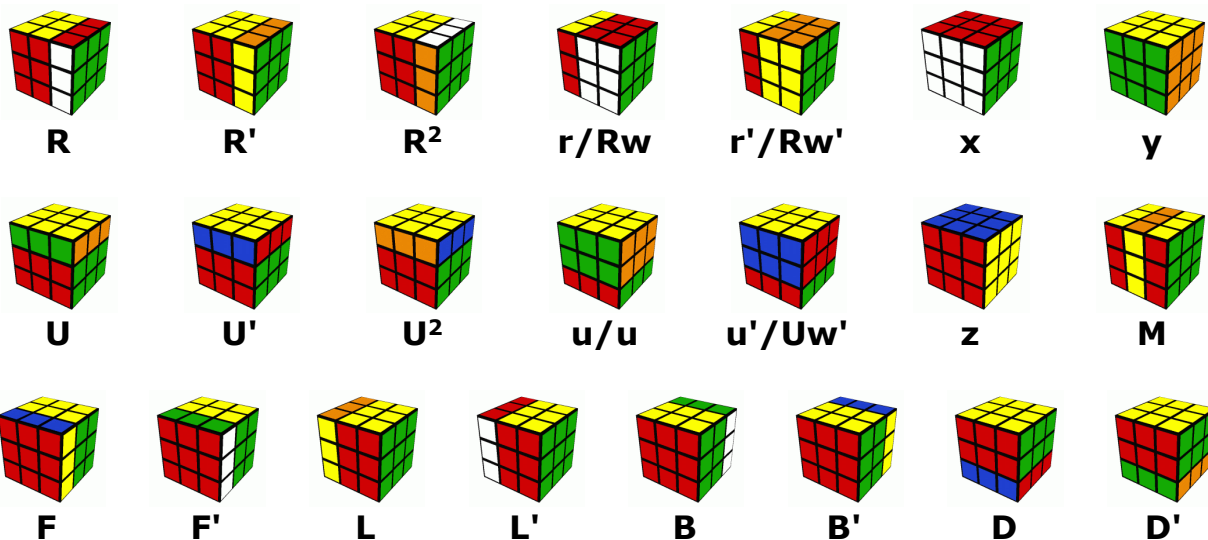 R R' R² r/Rw r'/Rw' x y
U U' U² u/u u'/Uw' z M
F F' L L' B B' D D'